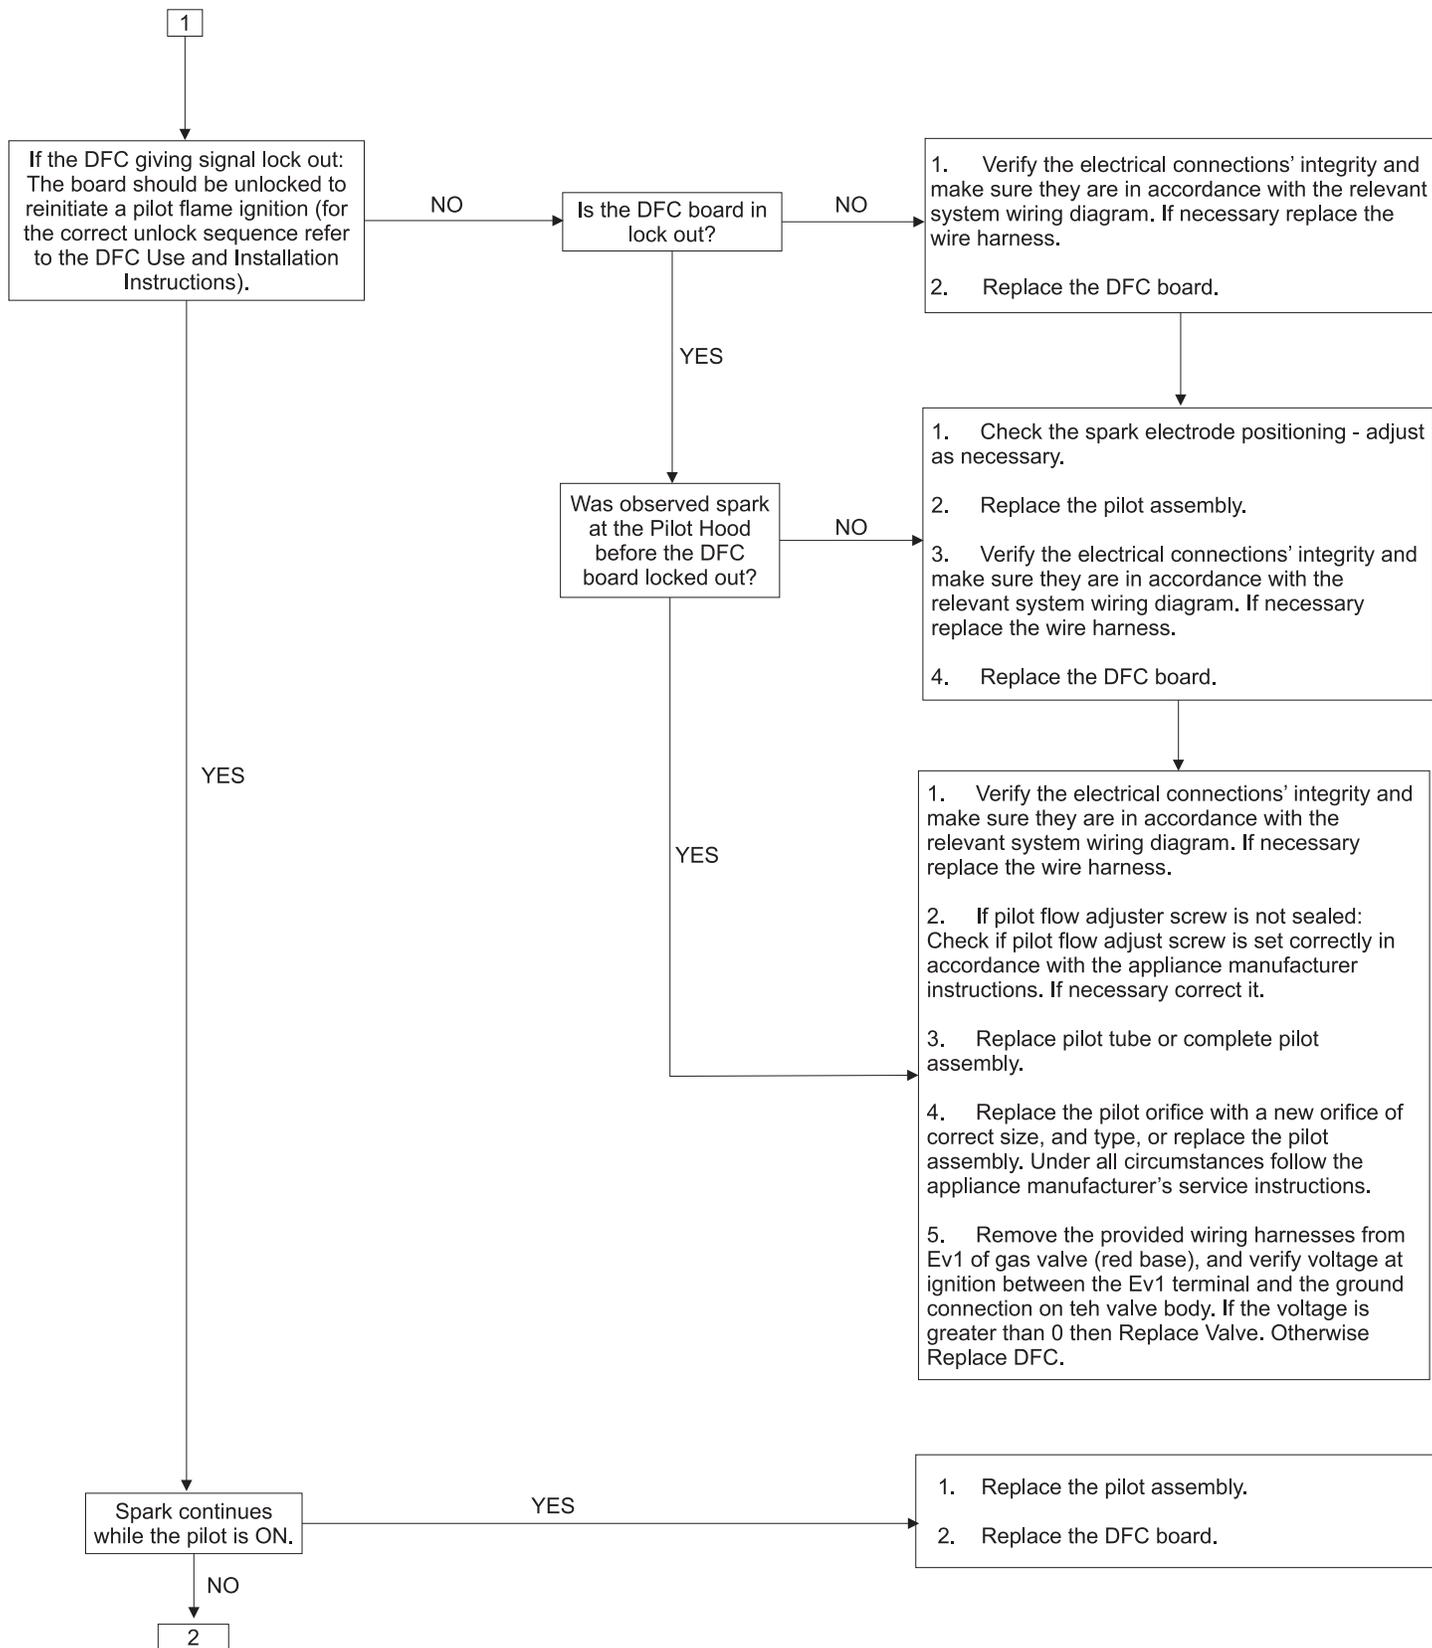 1
If the DFC giving signal lock out:
The board should be unlocked to
reinitiate a pilot flame ignition (for
the correct unlock sequence refer
to the DFC Use and Installation
Instructions).
NO
Is the DFC board in
lock out?
NO
1. Verify the electrical connections’ integrity and
make sure they are in accordance with the relevant
system wiring diagram. If necessary replace the
wire harness.
2. Replace the DFC board.
YES
Was observed spark
at the Pilot Hood
before the DFC
board locked out?
NO
1. Check the spark electrode positioning - adjust
as necessary.
2. Replace the pilot assembly.
3. Verify the electrical connections’ integrity and
make sure they are in accordance with the
relevant system wiring diagram. If necessary
replace the wire harness.
4. Replace the DFC board.
YES
YES
1. Verify the electrical connections’ integrity and
make sure they are in accordance with the
relevant system wiring diagram. If necessary
replace the wire harness.
2. If pilot flow adjuster screw is not sealed:
Check if pilot flow adjust screw is set correctly in
accordance with the appliance manufacturer
instructions. If necessary correct it.
3. Replace pilot tube or complete pilot
assembly.
4. Replace the pilot orifice with a new orifice of
correct size, and type, or replace the pilot
assembly. Under all circumstances follow the
appliance manufacturer’s service instructions.
5. Remove the provided wiring harnesses from
Ev1 of gas valve (red base), and verify voltage at
ignition between the Ev1 terminal and the ground
connection on teh valve body. If the voltage is
greater than 0 then Replace Valve. Otherwise
Replace DFC.
Spark continues
while the pilot is ON.
YES
1. Replace the pilot assembly.
2. Replace the DFC board.
NO
2